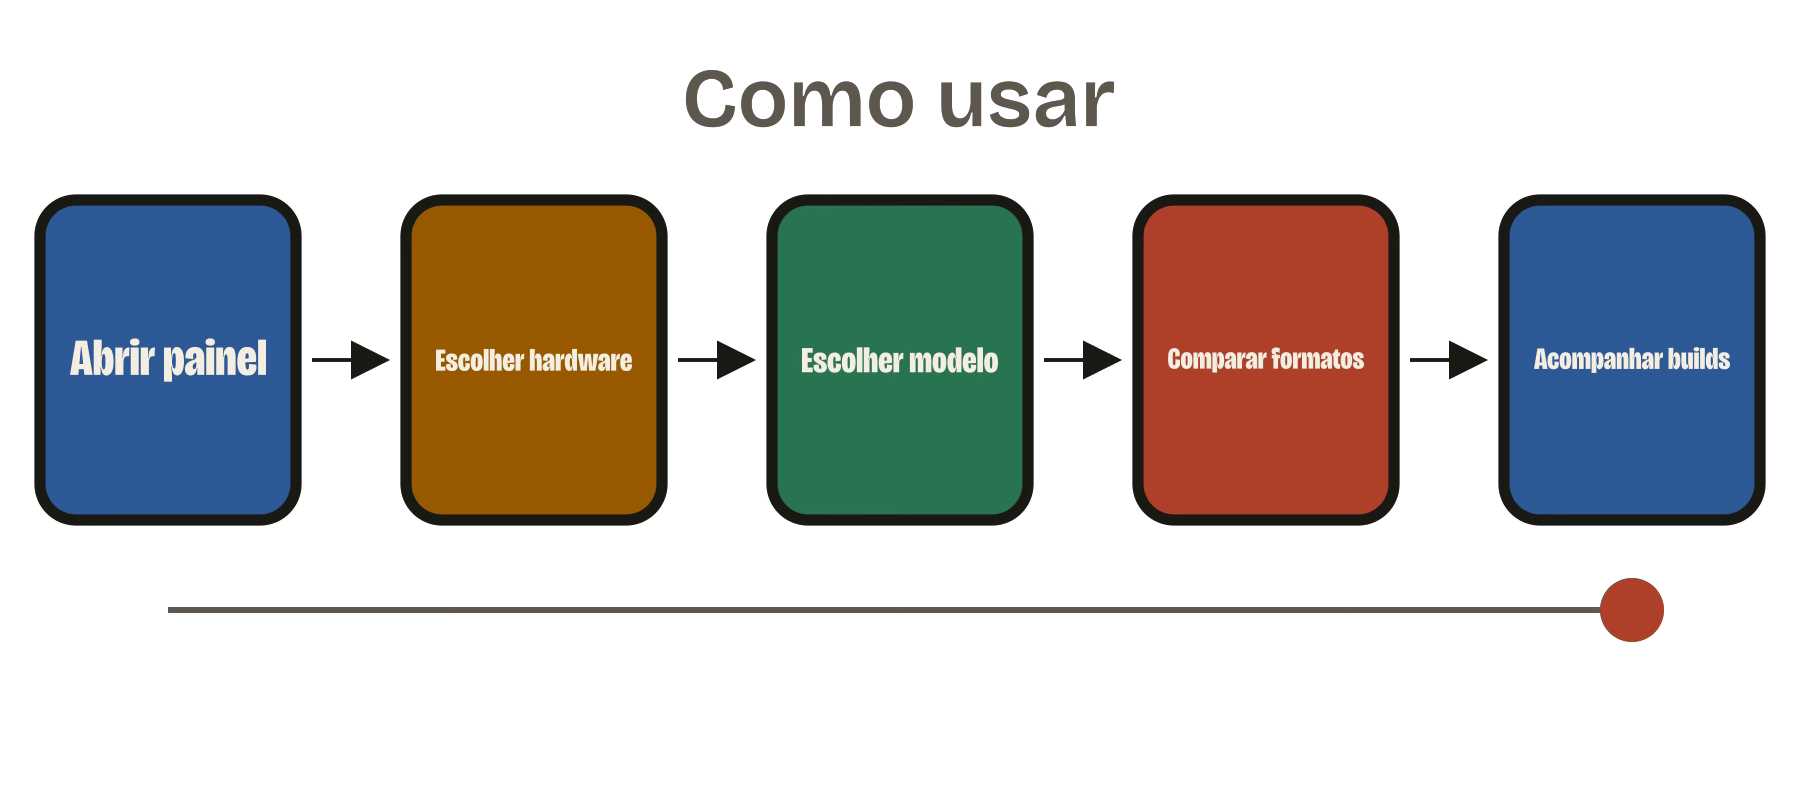 Como usar
Abrir painel
Escolher hardware
Escolher modelo
Comparar formatos
Acompanhar builds